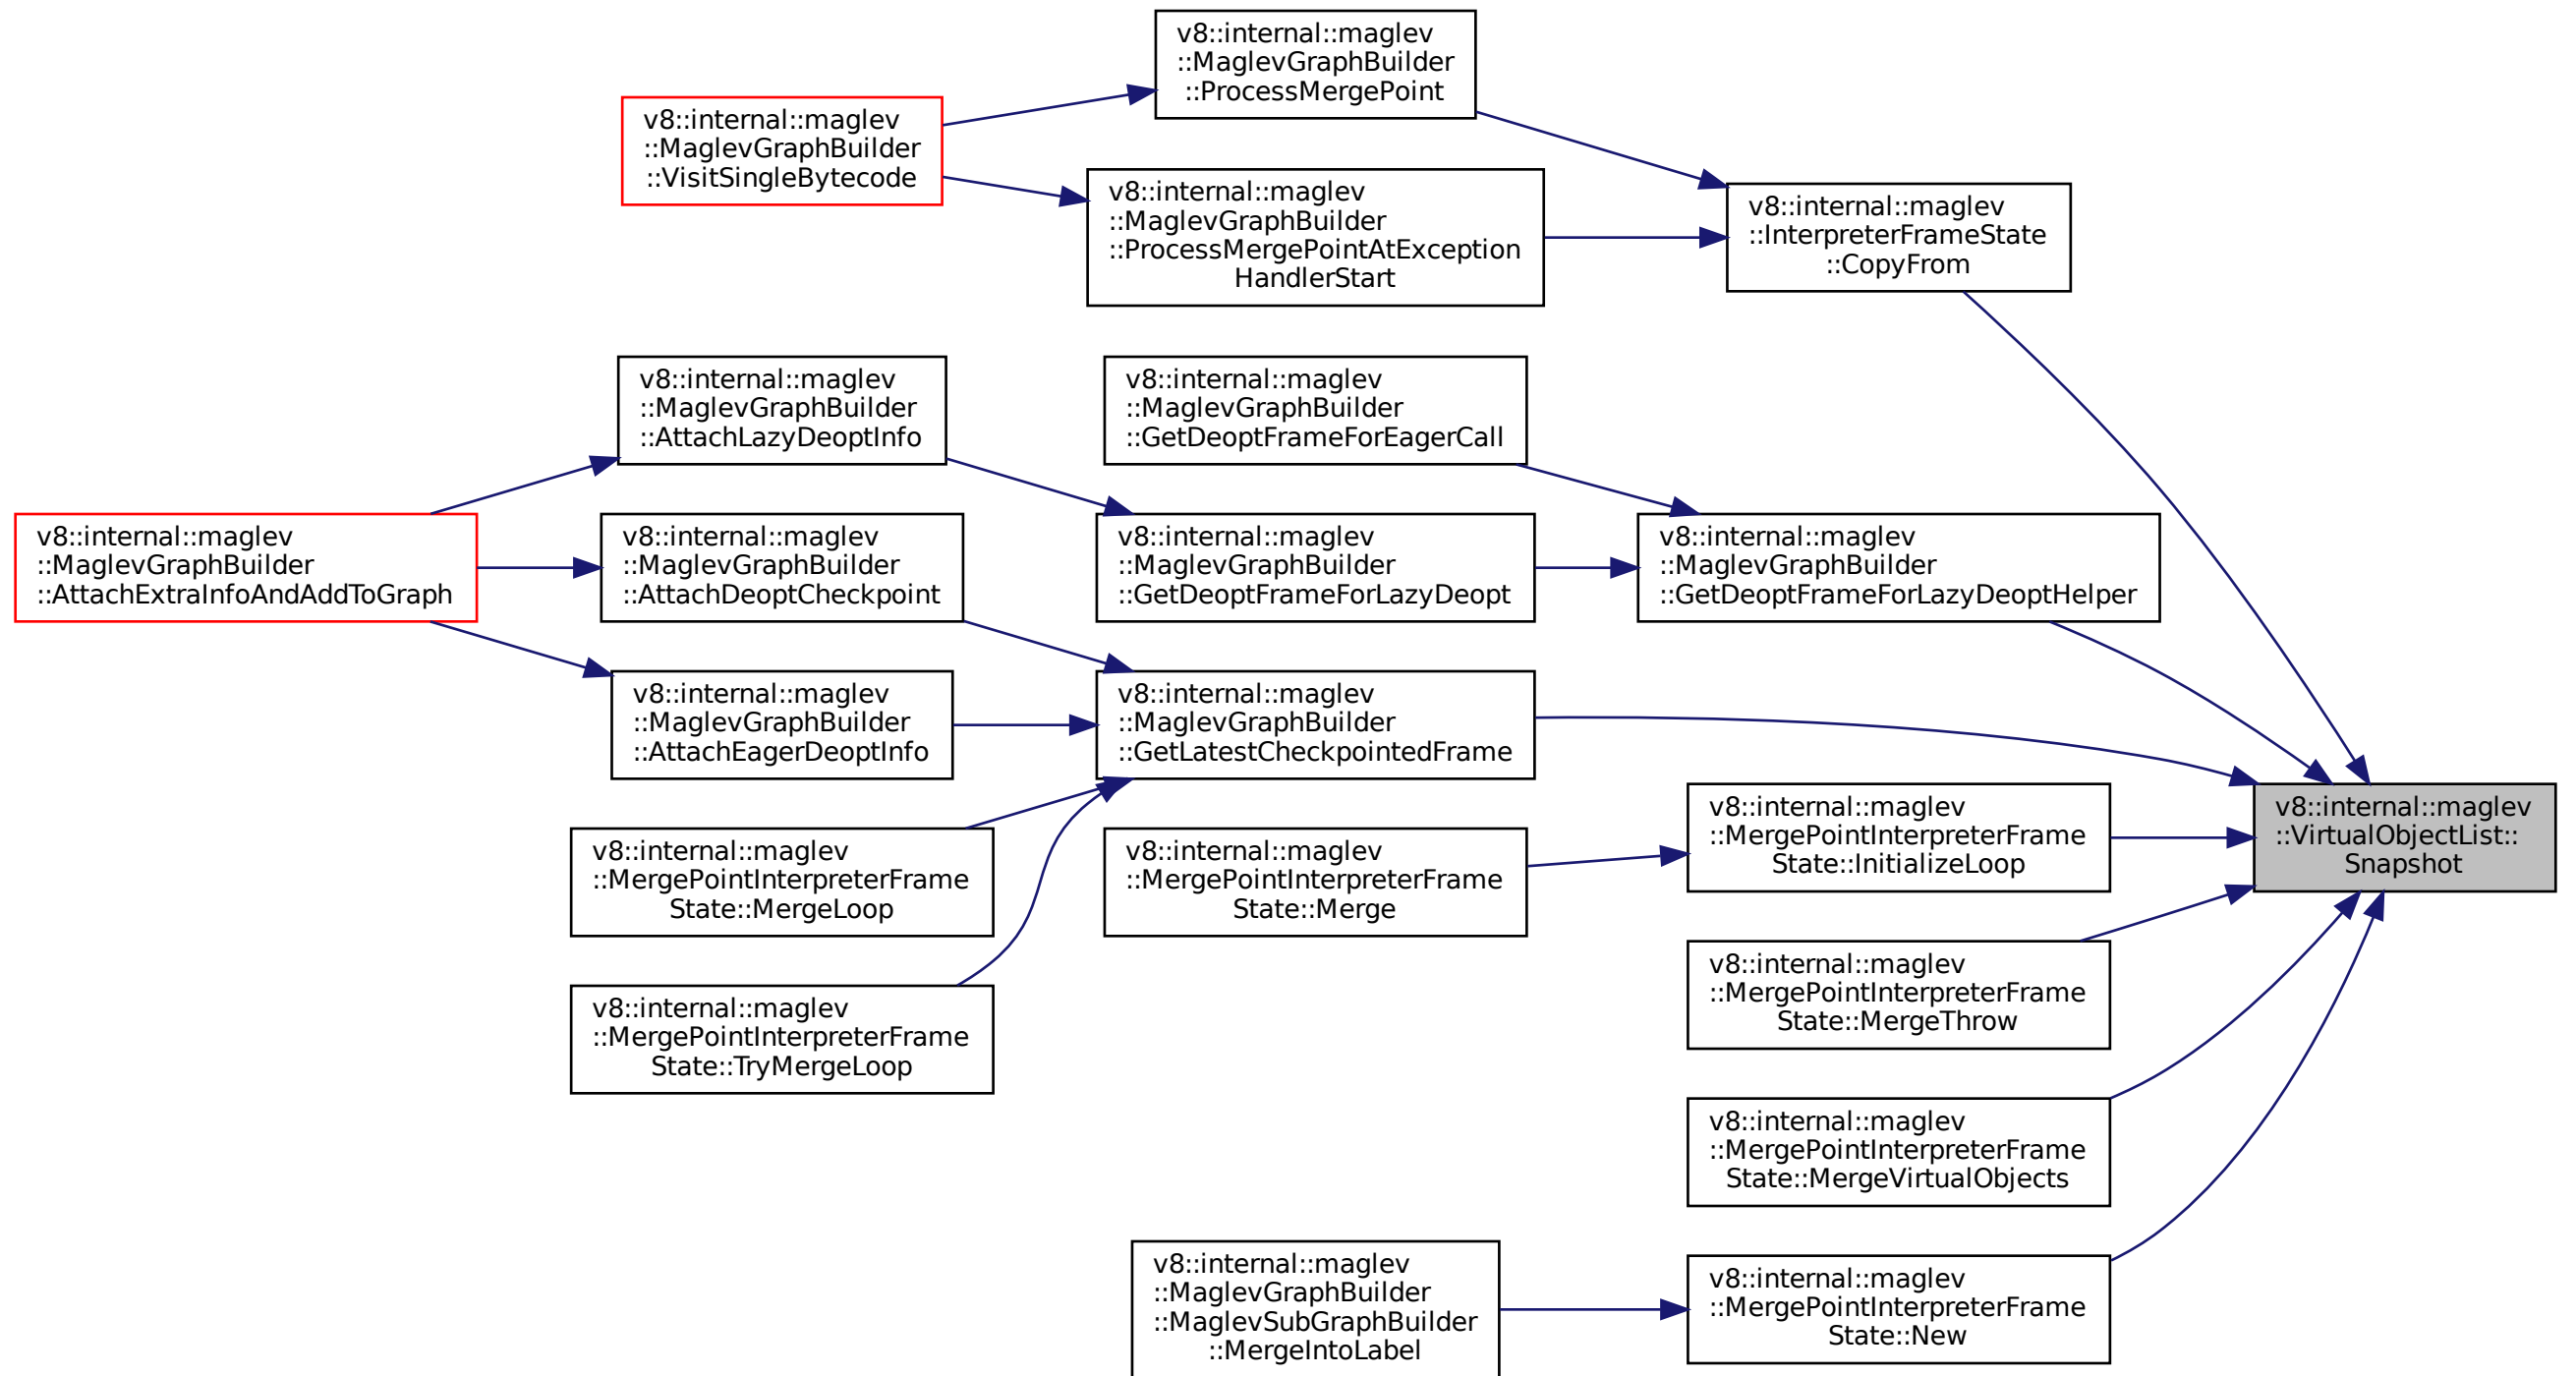 v8::internal::maglev
::MaglevGraphBuilder
::ProcessMergePoint
v8::internal::maglev
::MaglevGraphBuilder
::VisitSingleBytecode
v8::internal::maglev
::MaglevGraphBuilder
::ProcessMergePointAtException
HandlerStart
v8::internal::maglev
::InterpreterFrameState
::CopyFrom
v8::internal::maglev
::MaglevGraphBuilder
::AttachLazyDeoptInfo
v8::internal::maglev
::MaglevGraphBuilder
::GetDeoptFrameForEagerCall
v8::internal::maglev
::MaglevGraphBuilder
::AttachExtraInfoAndAddToGraph
v8::internal::maglev
::MaglevGraphBuilder
::AttachDeoptCheckpoint
v8::internal::maglev
::MaglevGraphBuilder
::GetDeoptFrameForLazyDeopt
v8::internal::maglev
::MaglevGraphBuilder
::GetDeoptFrameForLazyDeoptHelper
v8::internal::maglev
::MaglevGraphBuilder
::AttachEagerDeoptInfo
v8::internal::maglev
::MaglevGraphBuilder
::GetLatestCheckpointedFrame
v8::internal::maglev
::MergePointInterpreterFrame
State::MergeLoop
v8::internal::maglev
::MergePointInterpreterFrame
State::Merge
v8::internal::maglev
::MergePointInterpreterFrame
State::InitializeLoop
v8::internal::maglev
::VirtualObjectList::
Snapshot
v8::internal::maglev
::MergePointInterpreterFrame
State::TryMergeLoop
v8::internal::maglev
::MergePointInterpreterFrame
State::MergeThrow
v8::internal::maglev
::MergePointInterpreterFrame
State::MergeVirtualObjects
v8::internal::maglev
::MaglevGraphBuilder
::MaglevSubGraphBuilder
::MergeIntoLabel
v8::internal::maglev
::MergePointInterpreterFrame
State::New